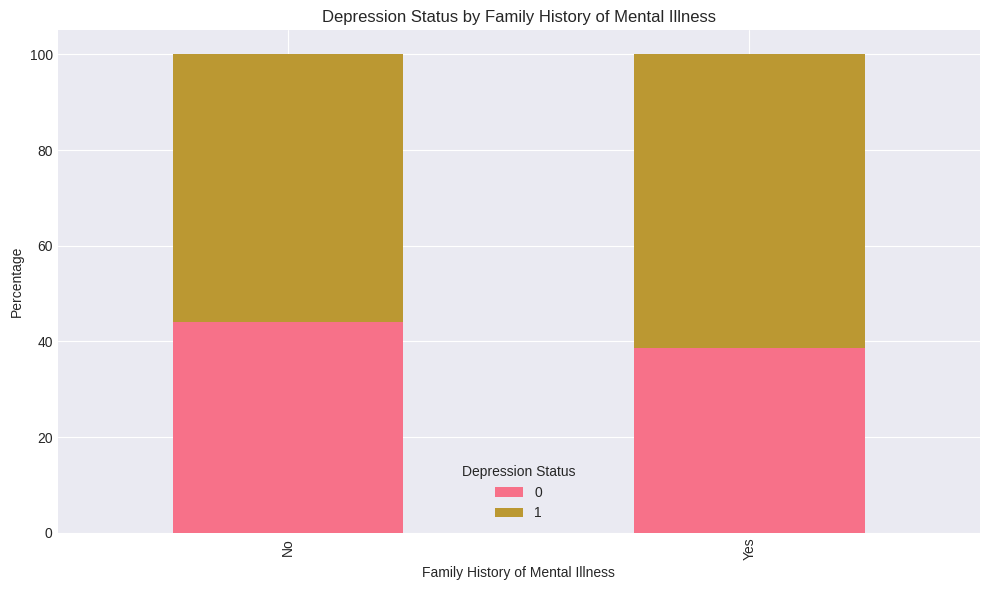 Depression Status by Family History of Mental Illness
Percentage
100
80
60
40
20
0
Depression Status
0
1
No
Yes
Family History of Mental Illness